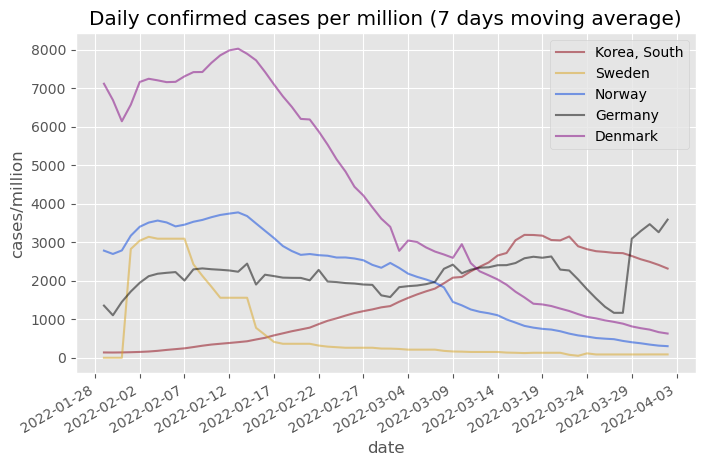 Daily confirmed cases per million (7 days moving average)
Korea, South
Sweden
Norway
Germany
Denmark
cases/million
8000
7000
6000
5000
4000
3000
2000
1000
0
2022-01-28
2022-02-02
2022-02-07
2022-02-12
2022-02-17
2022-02-22
2022-02-27
2022-03-04
2022-03-09
2022-03-14
2022-03-19
2022-03-24
2022-03-29
2022-04-03
date